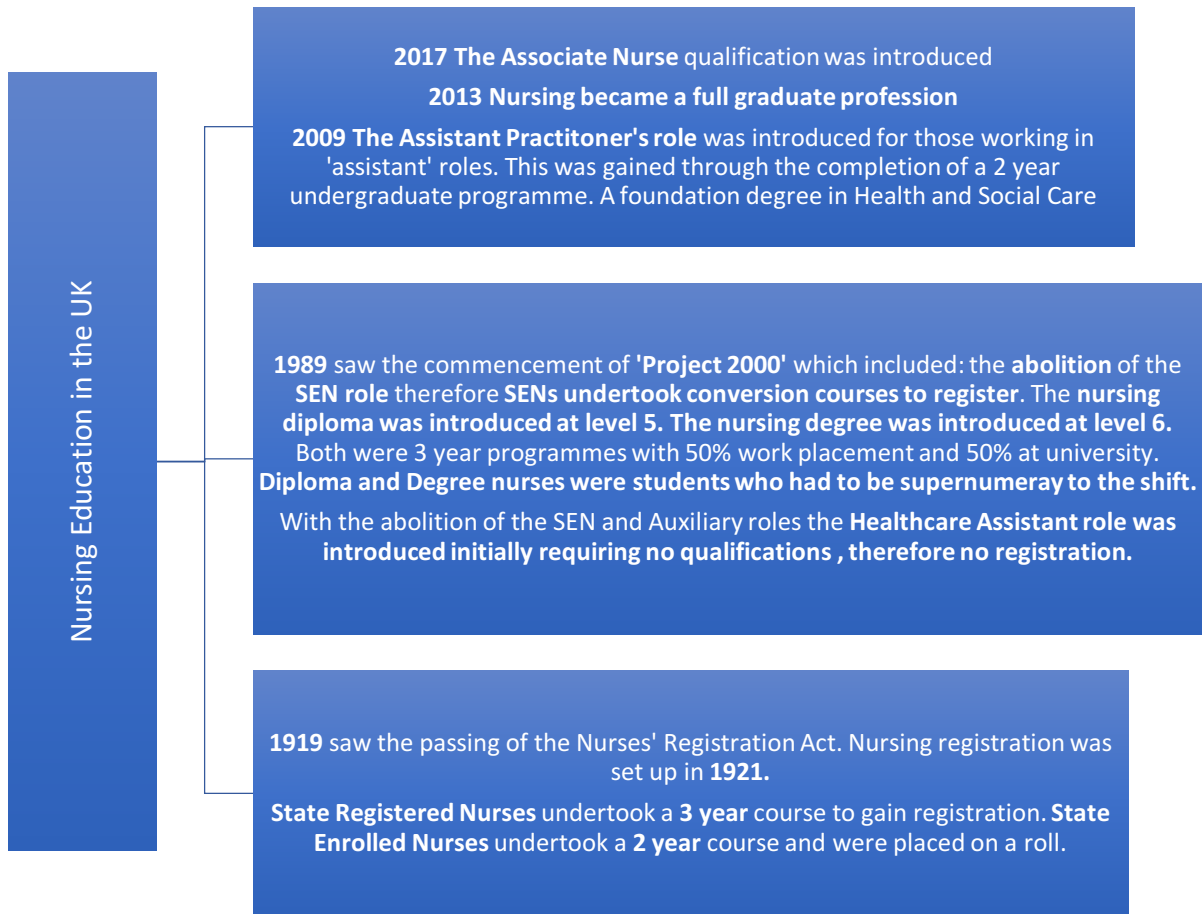 Nursing Education in the UK
2017 The Associate Nurse qualification was introduced
2013 Nursing became a full graduate profession
2009 The Assistant Practitoner's role was introduced for those working in
'assistant' roles. This was gained through the completion of a 2 year
undergraduate programme. A foundation degree in Health and Social Care
1989 saw the commencement of 'Project 2000' which included: the abolition of the
SEN role therefore SENs undertook conversion courses to register. The nursing
diploma was introduced at level 5. The nursing degree was introduced at level 6.
Both were 3 year programmes with 50% work placement and 50% at university.
Diploma and Degree nurses were students who had to be supernumeray to the shift.
With the abolition of the SEN and Auxiliary roles the Healthcare Assistant role was
introduced initially requiring no qualifications , therefore no registration.
1919 saw the passing of the Nurses' Registration Act. Nursing registration was
set up in 1921.
State Registered Nurses undertook a 3 year course to gain registration. State
Enrolled Nurses undertook a 2 year course and were placed on a roll.